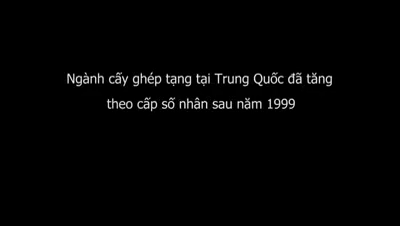 Ngành cấy ghép tạng tại Trung Quốc đã tăng
theo cấp số nhân sau năm 1999